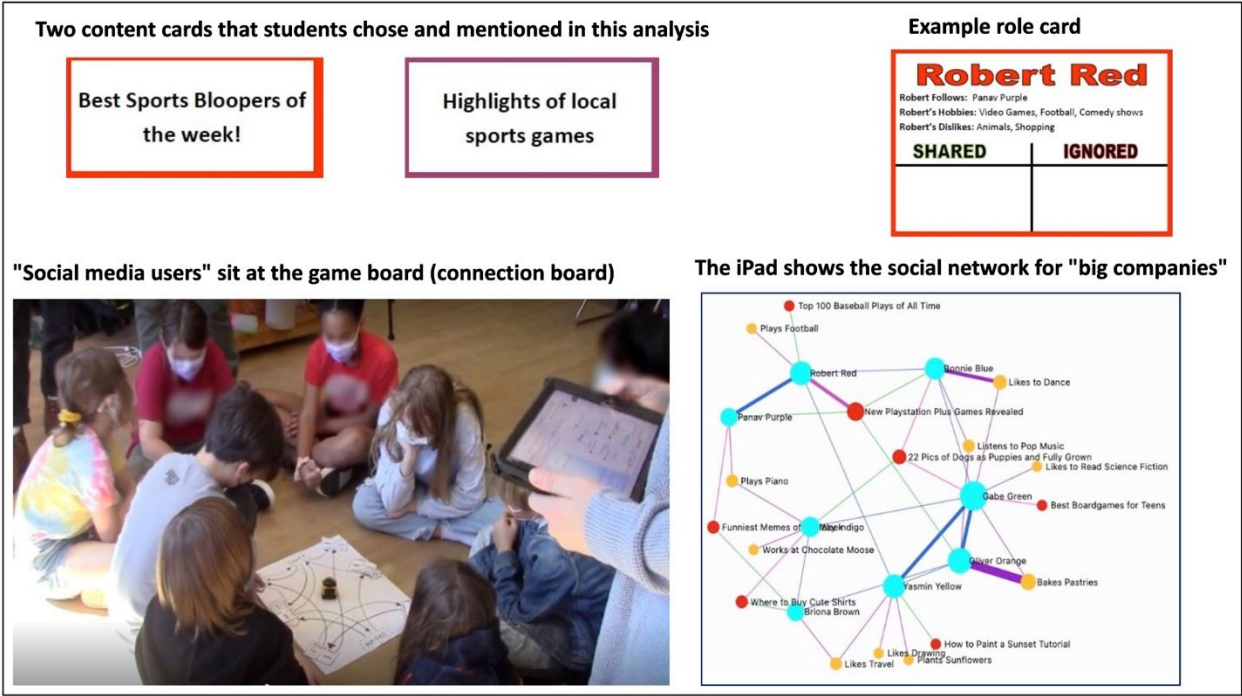 Two content cards that students chose and mentioned in this analysis
Example role card
Best Sports Bloopers of
the week!
Highlights of local
sports games
Robert Red
Robert Follows: Panav Purple
Robert's Hobbies: Video Games, Football, Comedy shows
Robert's Dislikes: Animals, Shopping
SHARED
IGNORED
"Social media users" sit at the game board (connection board)
The iPad shows the social network for "big companies"
Top 100 Baseball Plays of All Time
Plays Football
Robert Red
Bonnie Blue
Likes to Dance
Panav Purple
New Playstation Plus Games Revealed
Listens to Pop Music
22 Pics of Dogs as Puppies and Fully Grown
Likes to Read Science Fiction
Plays Piano
Gabe Green
Best Boardgames for Teens
Funniest Memes of
Indigo
Works at Chocolate Moose
Oliver Orange
Bakes Pastries
Yasmin Yellow
Where to Buy Cute Shirts
Briona Brown
How to Paint a Sunset Tutorial
Likes Drawing
Plants Sunflowers
Likes Travel